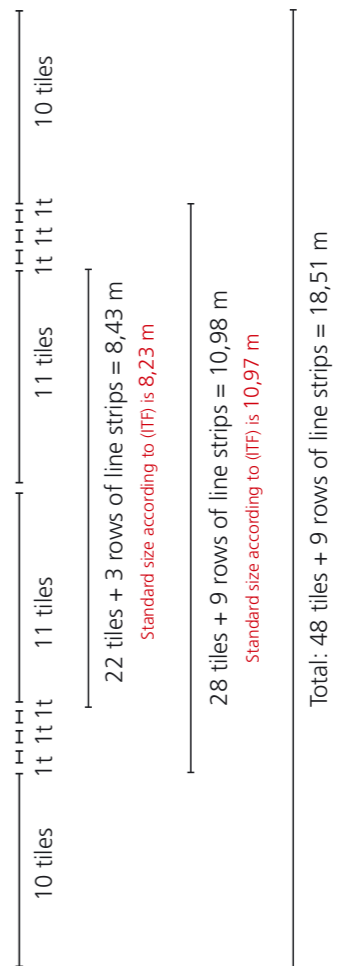 10 tiles
1t 1t 1t
11 tiles
11 tiles
1t 1t 1t
10 tiles
22 tiles + 3 rows of line strips = 8,43 m
Standard size according to (ITF) is 8,23 m
28 tiles + 9 rows of line strips = 10,98 m
Standard size according to (ITF) is 10,97 m
Total: 48 tiles + 9 rows of line strips = 18,51 m